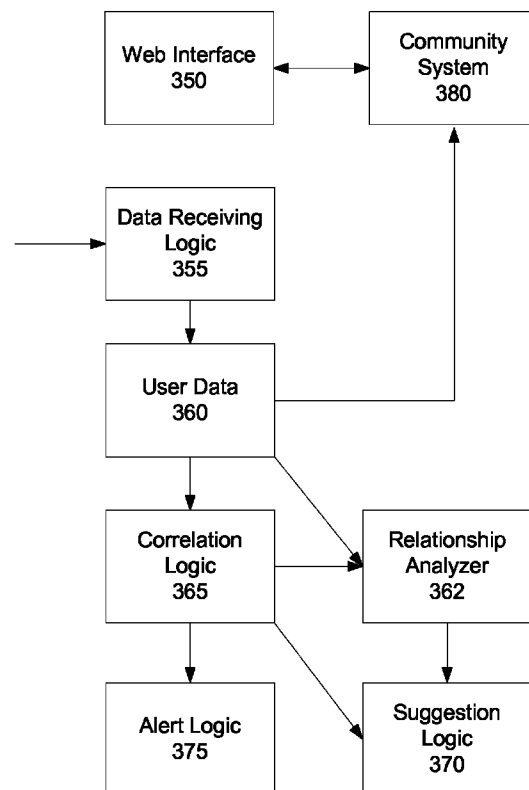 Web Interface
350
Community
System
380
Data Receiving
Logic
355
User Data
360
Correlation
Logic
365
Relationship
Analyzer
362
Alert Logic
375
Suggestion
Logic
370